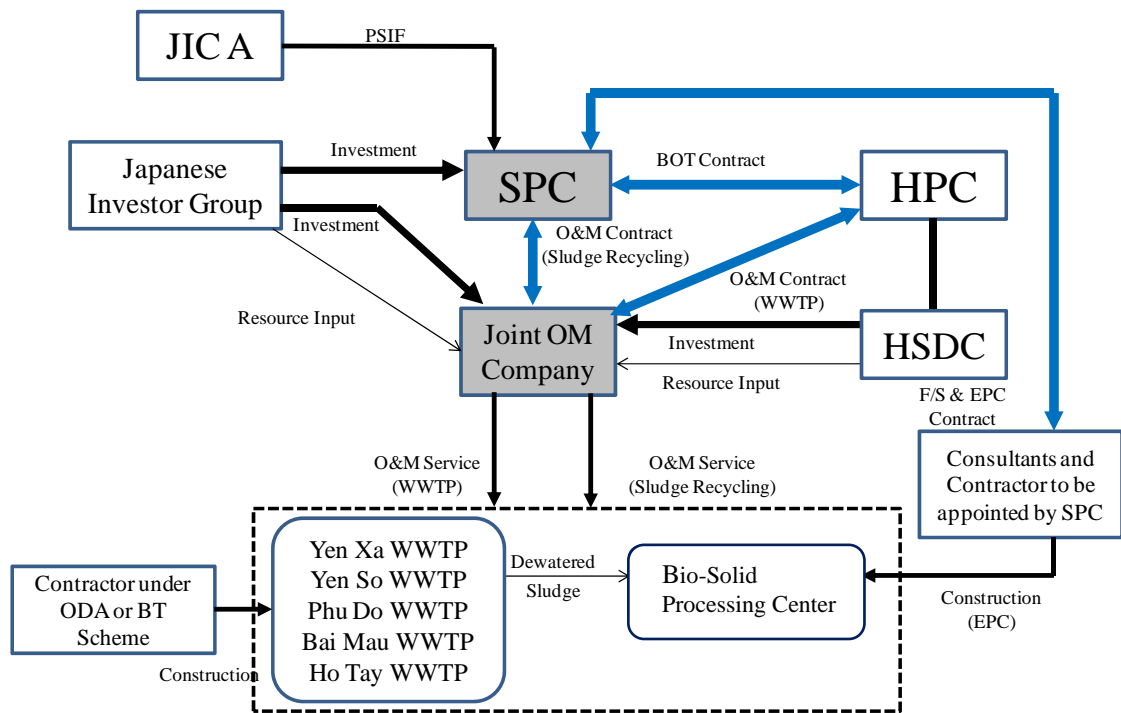 JIC A
PSIF
Japanese
Investor Group
Investment
Investment
SPC
BOT Contract
HPC
O&M Contract
(Sludge Recycling)
O&M Contract
(WWTP)
Resource Input
Joint OM
Company
Investment
Resource Input
HSDC
F/S & EPC
Contract
Consultants and
Contractor to be
appointed by SPC
O&M Service
(WWTP)
O&M Service
(Sludge Recycling)
Contractor under
ODA or BT
Scheme
Construction
Yen Xa WWTP
Yen So WWTP
Phu Do WWTP
Bai Mau WWTP
Ho Tay WWTP
Dewatered
Sludge
Bio-Solid
Processing Center
Construction
(EPC)